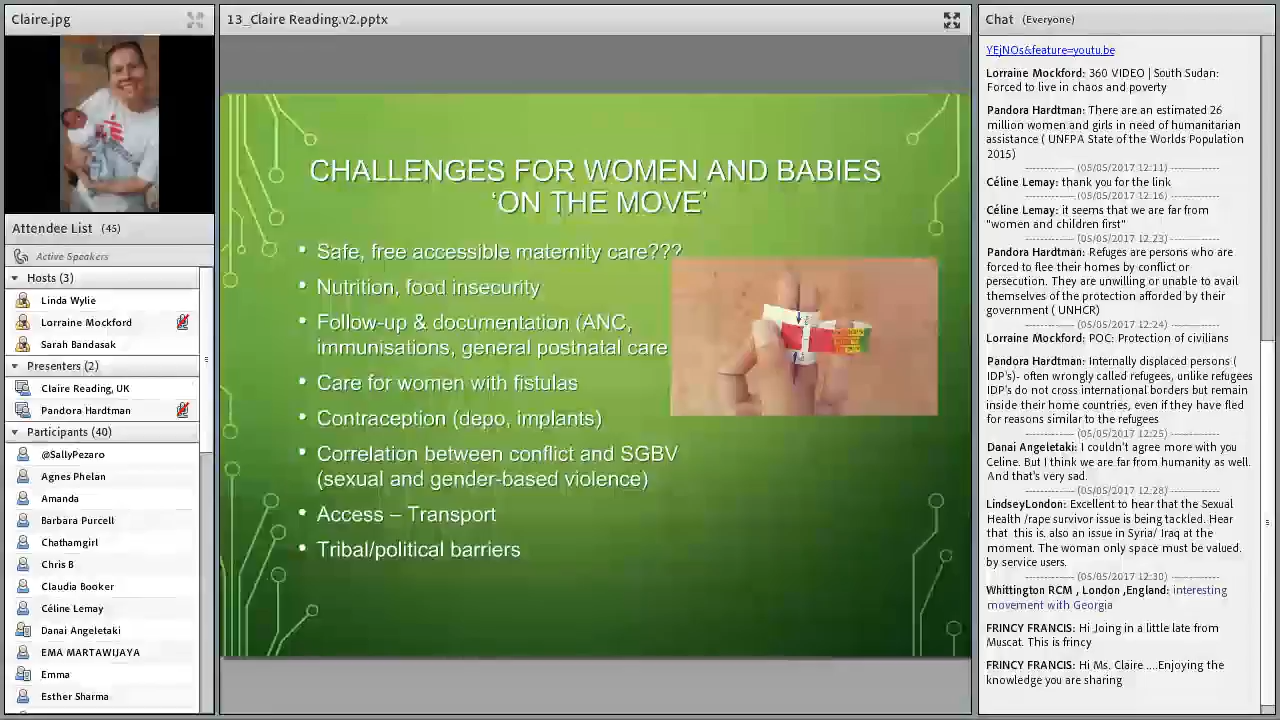 Claire.jpg
Attendee List (45)
Active Speakers
Hosts (3)
Linda Wylie
Lorraine Mockford
Sarah Bandasak
Presenters (2)
Claire Reading, UK
Pandora Hardtman
Participants (40)
@SallyPezaro
Agnes Phelan
Amanda
Barbara Purcell
Chathamgirl
Chris B
Claudia Booker
Céline Lemay
Danai Angeletaki
EMA MARTAWIJAYA
Emma
Esther Sharma
13_Claire Reading.v2.pptx
CHALLENGES FOR WOMEN AND BABIES
‘ON THE MOVE’
• Safe, free accessible maternity care???
• Nutrition, food insecurity
• Follow-up & documentation (ANC,
immunisations, general postnatal care
• Care for women with fistulas
• Contraception (depo, implants)
• Correlation between conflict and SGBV
(sexual and gender-based violence)
• Access – Transport
• Tribal/political barriers
Chat (Everyone)
YEjNOs&feature=youtu.be
Lorraine Mockford: 360 VIDEO | South Sudan:
Forced to live in chaos and poverty
Pandora Hardtman: There are an estimated 26
million women and girls in need of humanitarian
assistance ( UNFPA State of the Worlds Population
2015)
(05/05/2017 12:11)
Céline Lemay: thank you for the link
(05/05/2017 12:16)
Céline Lemay: it seems that we are far from
"women and children first"
(05/05/2017 12:23)
Pandora Hardtman: Refuges are persons who are
forced to flee their homes by conflict or
persecution. They are unwilling or unable to avail
themselves of the protection afforded by their
government ( UNHCR)
(05/05/2017 12:24)
Lorraine Mockford: POC: Protection of civilians
Pandora Hardtman: Internally displaced persons (
IDP's)- often wrongly called refugees, unlike refugees
IDP's do not cross international borders but remain
inside their home countries, even if they have fled
for reasons similar to the refugees
(05/05/2017 12:25)
Danai Angeletaki: I couldn't agree more with you
Celine. But I think we are far from humanity as well.
And that's very sad.
(05/05/2017 12:28)
LindseyLondon: Excellent to hear that the Sexual
Health /rape survivor issue is being tackled. Hear
that this is, also an issue in Syria/ Iraq at the
moment. The woman only space must be valued.
by service users.
(05/05/2017 12:30)
Whittington RCM , London ,England: interesting
movement with Georgia
FRINCY FRANCIS: Hi Joing in a little late from
Muscat. This is frincy
FRINCY FRANCIS: Hi Ms. Claire ....Enjoying the
knowledge you are sharing